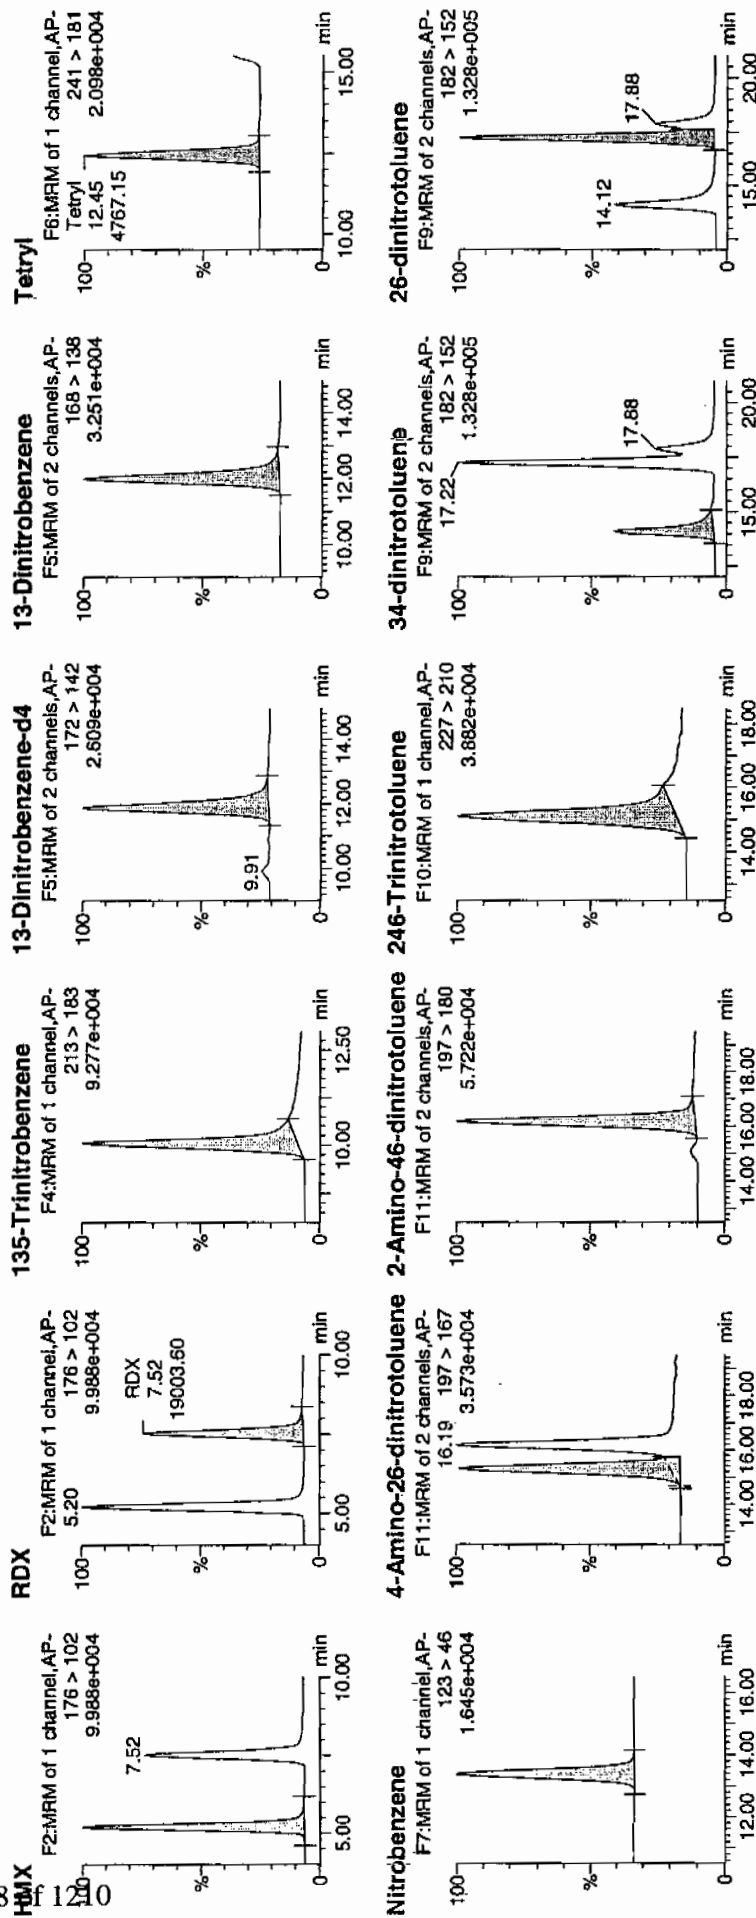 HMX
F2:MRM of 1 channel,AP-
176 > 102
9.988e+004
100
7.52
%
0
5.00 10.00 min
RDX
F2:MRM of 1 channel,AP-
5.20 176 > 102
9.988e+004
100
RDX
7.52
19003.60
%
0
5.00 10.00 min
135-Trinitrobenzene
F4:MRM of 1 channel,AP-
213 > 183
9.277e+004
100
%
0
10.00 12.50 min
13-Dinitrobenzene-d4
F5:MRM of 2 channels,AP-
172 > 142
2.609e+004
100
%
9.91
0
10.00 12.00 14.00 min
13-Dinitrobenzene
F5:MRM of 2 channels,AP-
168 > 138
3.251e+004
100
%
0
10.00 12.00 14.00 min
Tetryl
F6:MRM of 1 channel,AP-
Tetryl 241 > 181
12.45 2.098e+004
4767.15
100
%
0
10.00 15.00 min
Nitrobenzene
F7:MRM of 1 channel,AP-
123 > 46
1.645e+004
100
%
0
12.00 14.00 16.00 min
4-Amino-26-dinitrotoluene
F11:MRM of 2 channels,AP-
16.19 197 > 167
3.573e+004
100
%
0
14.00 16.00 18.00 min
2-Amino-46-dinitrotoluene
F11:MRM of 2 channels,AP-
197 > 180
5.722e+004
100
%
0
14.00 16.00 18.00 min
246-Trinitrotoluene
F10:MRM of 1 channel,AP-
227 > 210
3.882e+004
100
%
0
14.00 16.00 18.00 min
34-dinitrotoluene
F9:MRM of 2 channels,AP-
17.22 182 > 152
1.328e+005
100
17.88
%
0
15.00 20.00 min
26-dinitrotoluene
F9:MRM of 2 channels,AP-
182 > 152
1.328e+005
100
17.88
14.12
%
0
15.00 20.00 min
8 of 1210